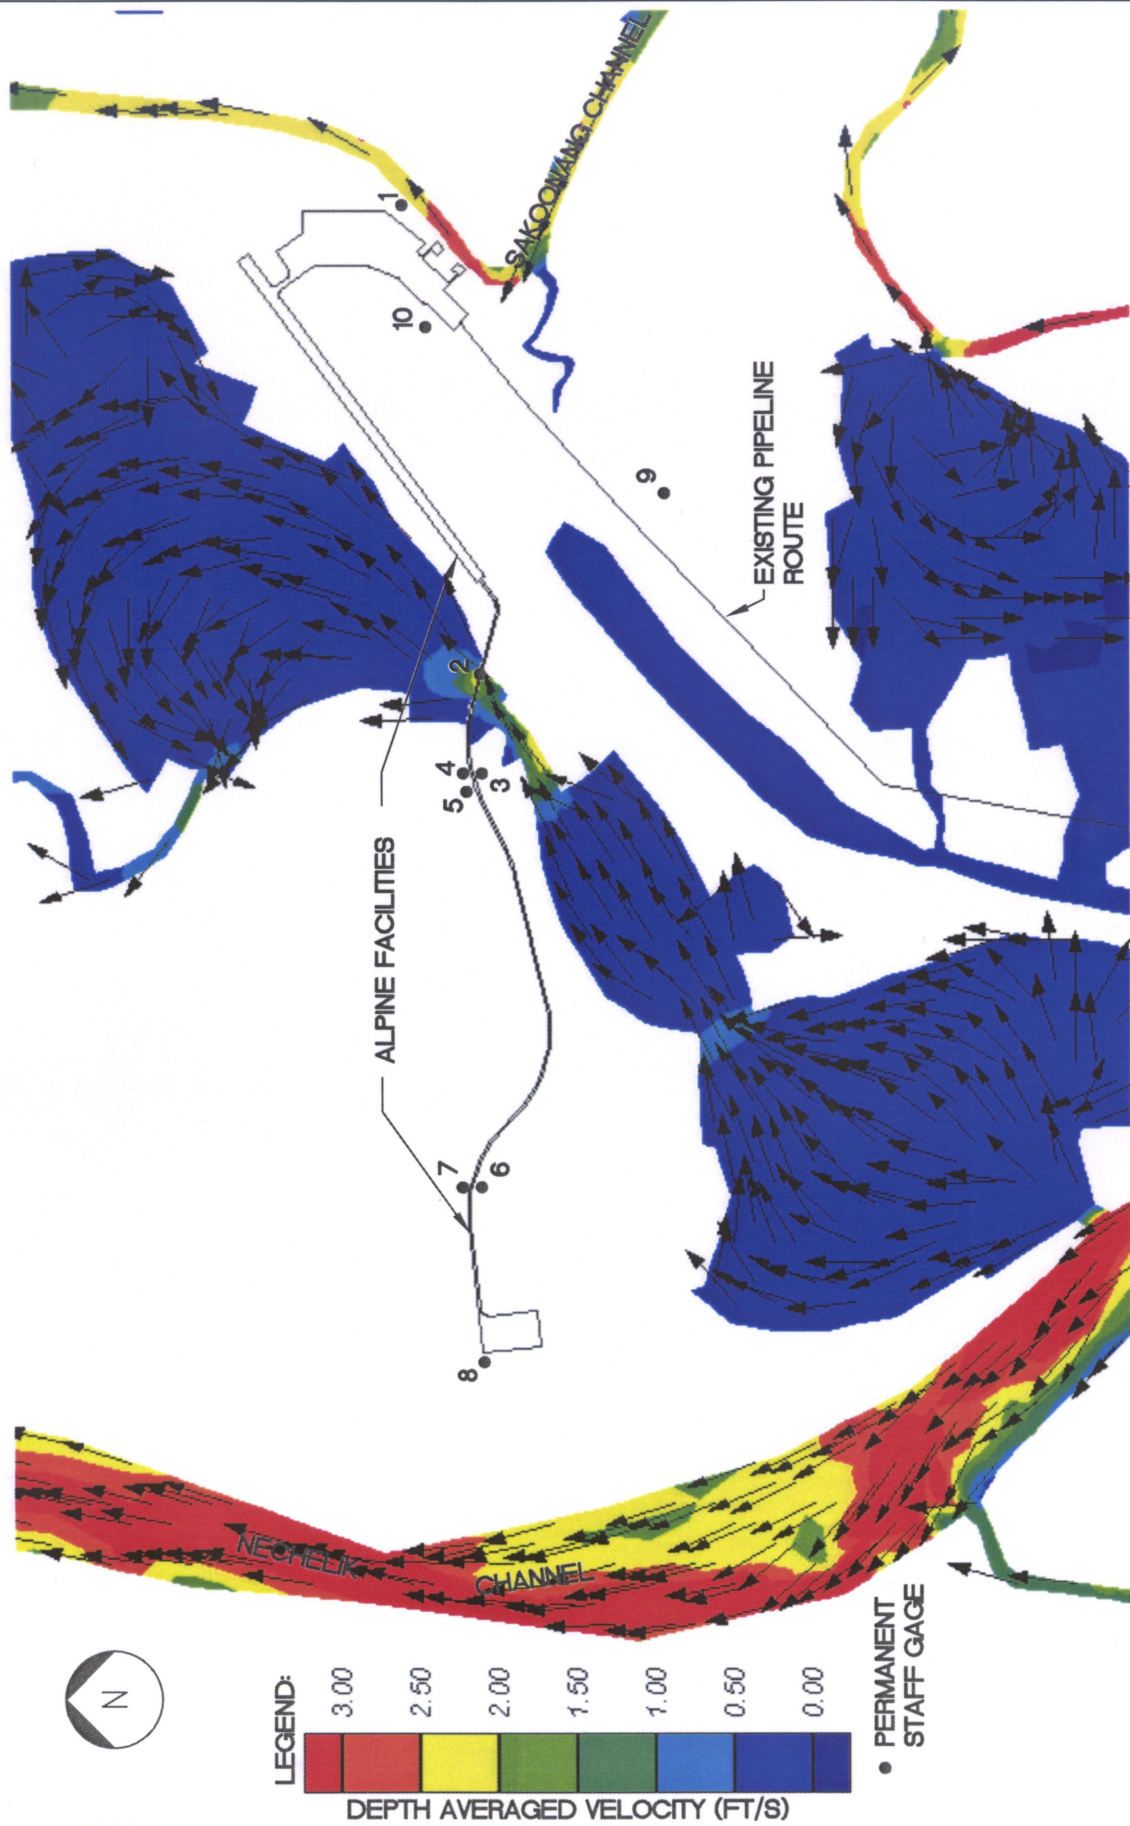 SAKOONANG CHANNEL
1
10
9
EXISTING PIPELINE
ROUTE
2
4
3
5
ALPINE FACILITIES
7
6
8
NECHELIK
CHANNEL
N
LEGEND:
3.00
2.50
2.00
1.50
1.00
0.50
0.00
DEPTH AVERAGED VELOCITY (FT/S)
PERMANENT
STAFF GAGE